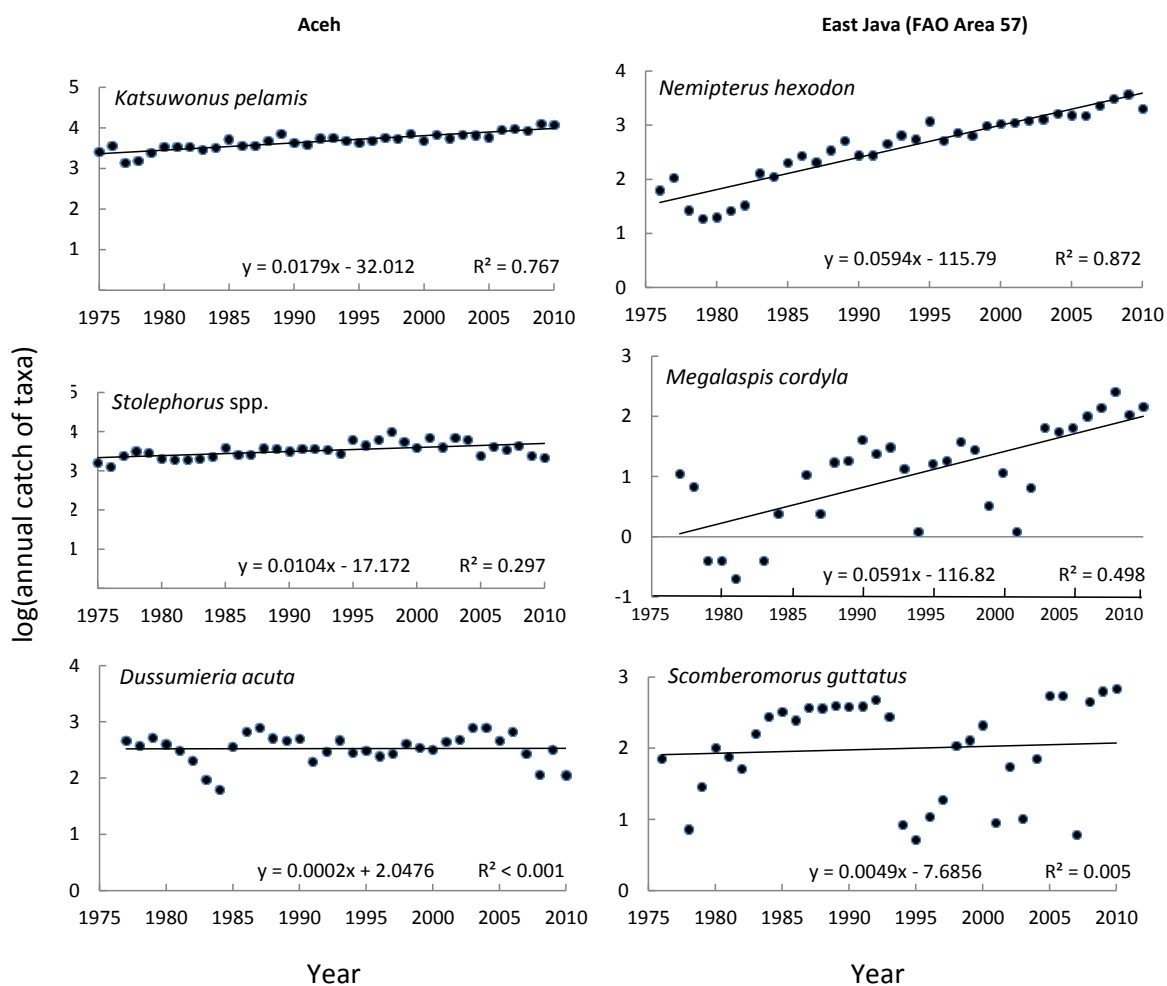 Aceh
East Java (FAO Area 57)
log(annual catch of taxa)
Katsuwonus pelamis
5
4
3
2
1
y = 0.0179x - 32.012 R² = 0.767
1975 1980 1985 1990 1995 2000 2005 2010
Nemipterus hexodon
4
3
2
1
0
y = 0.0594x - 115.79 R² = 0.872
1975 1980 1985 1990 1995 2000 2005 2010
Stolephorus spp.
5
4
3
2
1
y = 0.0104x - 17.172 R² = 0.297
1975 1980 1985 1990 1995 2000 2005 2010
Megalaspis cordyla
3
2
1
0
-1
y = 0.0591x - 116.82 R² = 0.498
1975 1980 1985 1990 1995 2000 2005 2010
Dussumieria acuta
4
3
2
1
0
y = 0.0002x + 2.0476 R² < 0.001
1975 1980 1985 1990 1995 2000 2005 2010
Year
Scomberomorus guttatus
3
2
1
0
y = 0.0049x - 7.6856 R² = 0.005
1975 1980 1985 1990 1995 2000 2005 2010
Year